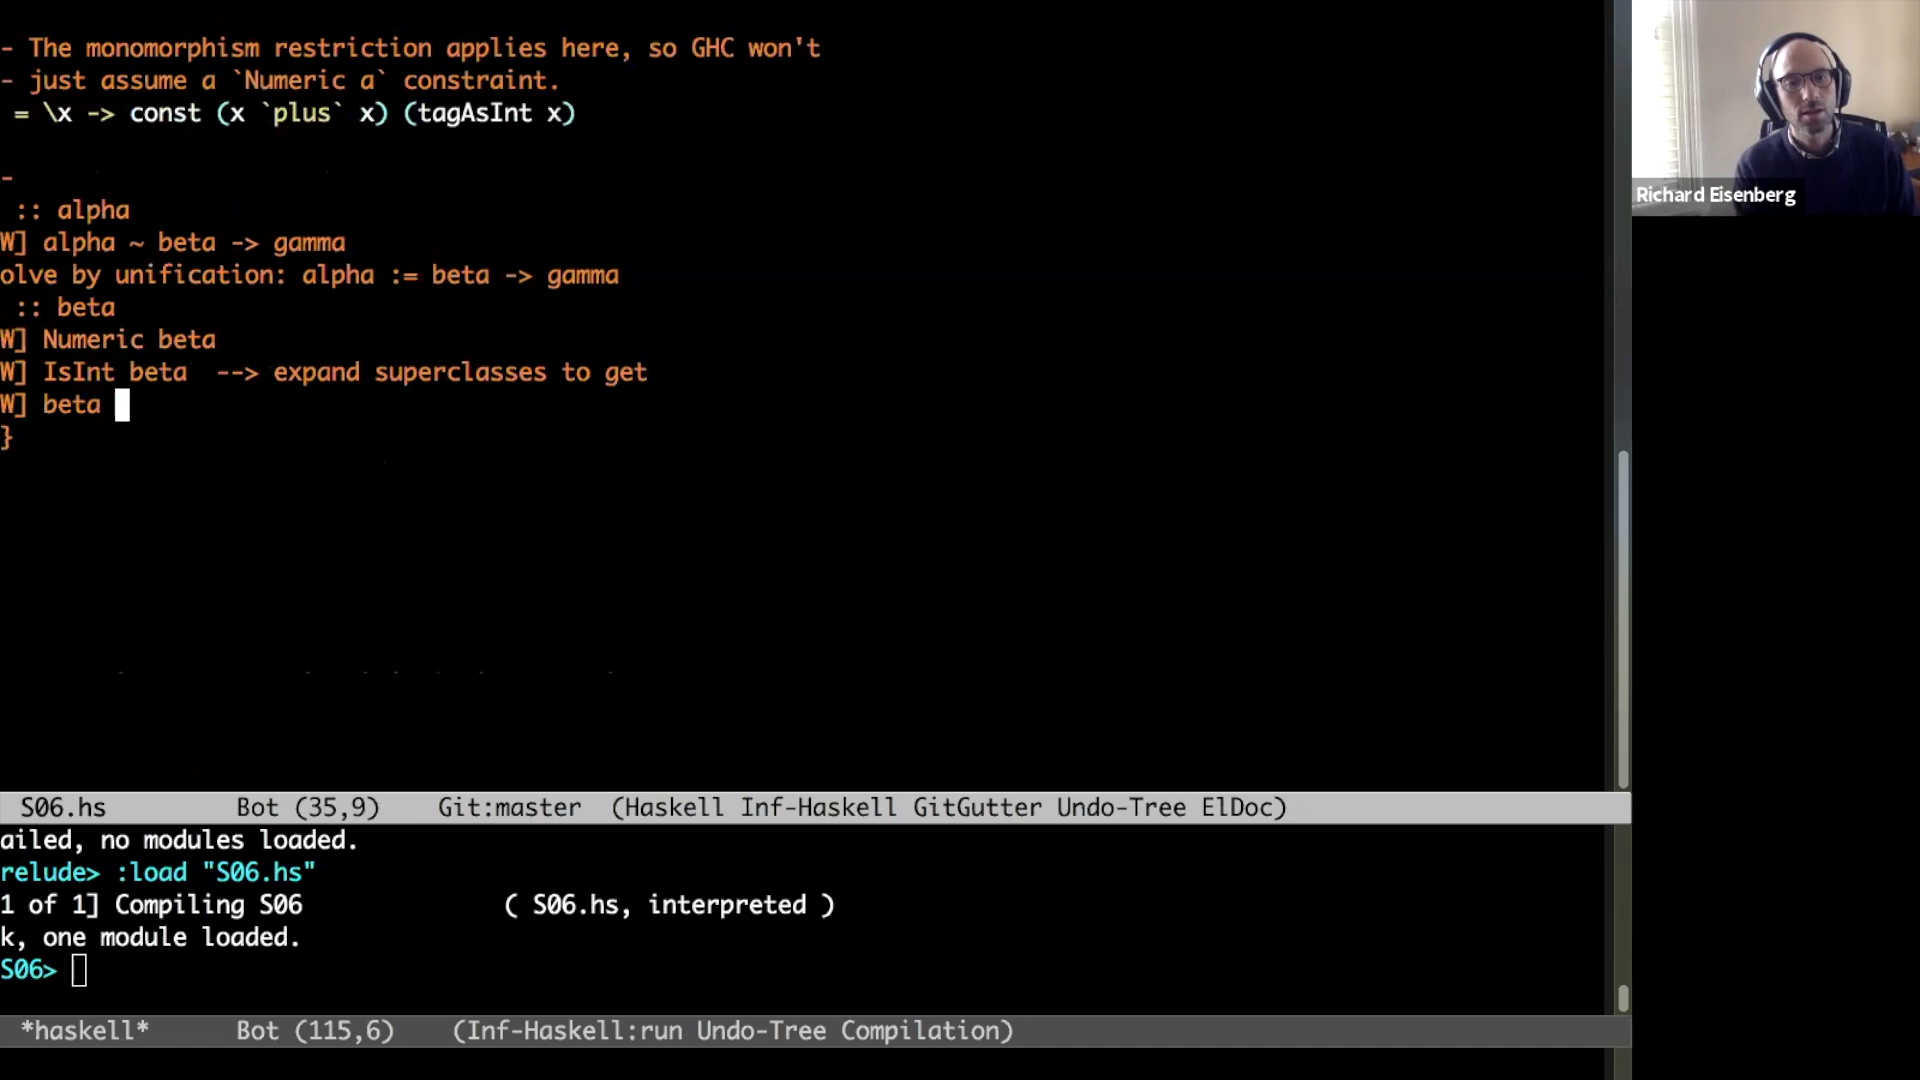 - The monomorphism restriction applies here, so GHC won't
- just assume a `Numeric a` constraint.
= \x -> const (x `plus` x) (tagAsInt x)
-
:: alpha
W] alpha ~ beta -> gamma
olve by unification: alpha := beta -> gamma
:: beta
W] Numeric beta
W] IsInt beta  --> expand superclasses to get
W] beta
}
Richard Eisenberg
S06.hs Bot (35,9) Git:master (Haskell Inf-Haskell GitGutter Undo-Tree ElDoc)
ailed, no modules loaded.
relude> :load "S06.hs"
1 of 1] Compiling S06 ( S06.hs, interpreted )
k, one module loaded.
S06>
*haskell* Bot (115,6) (Inf-Haskell:run Undo-Tree Compilation)